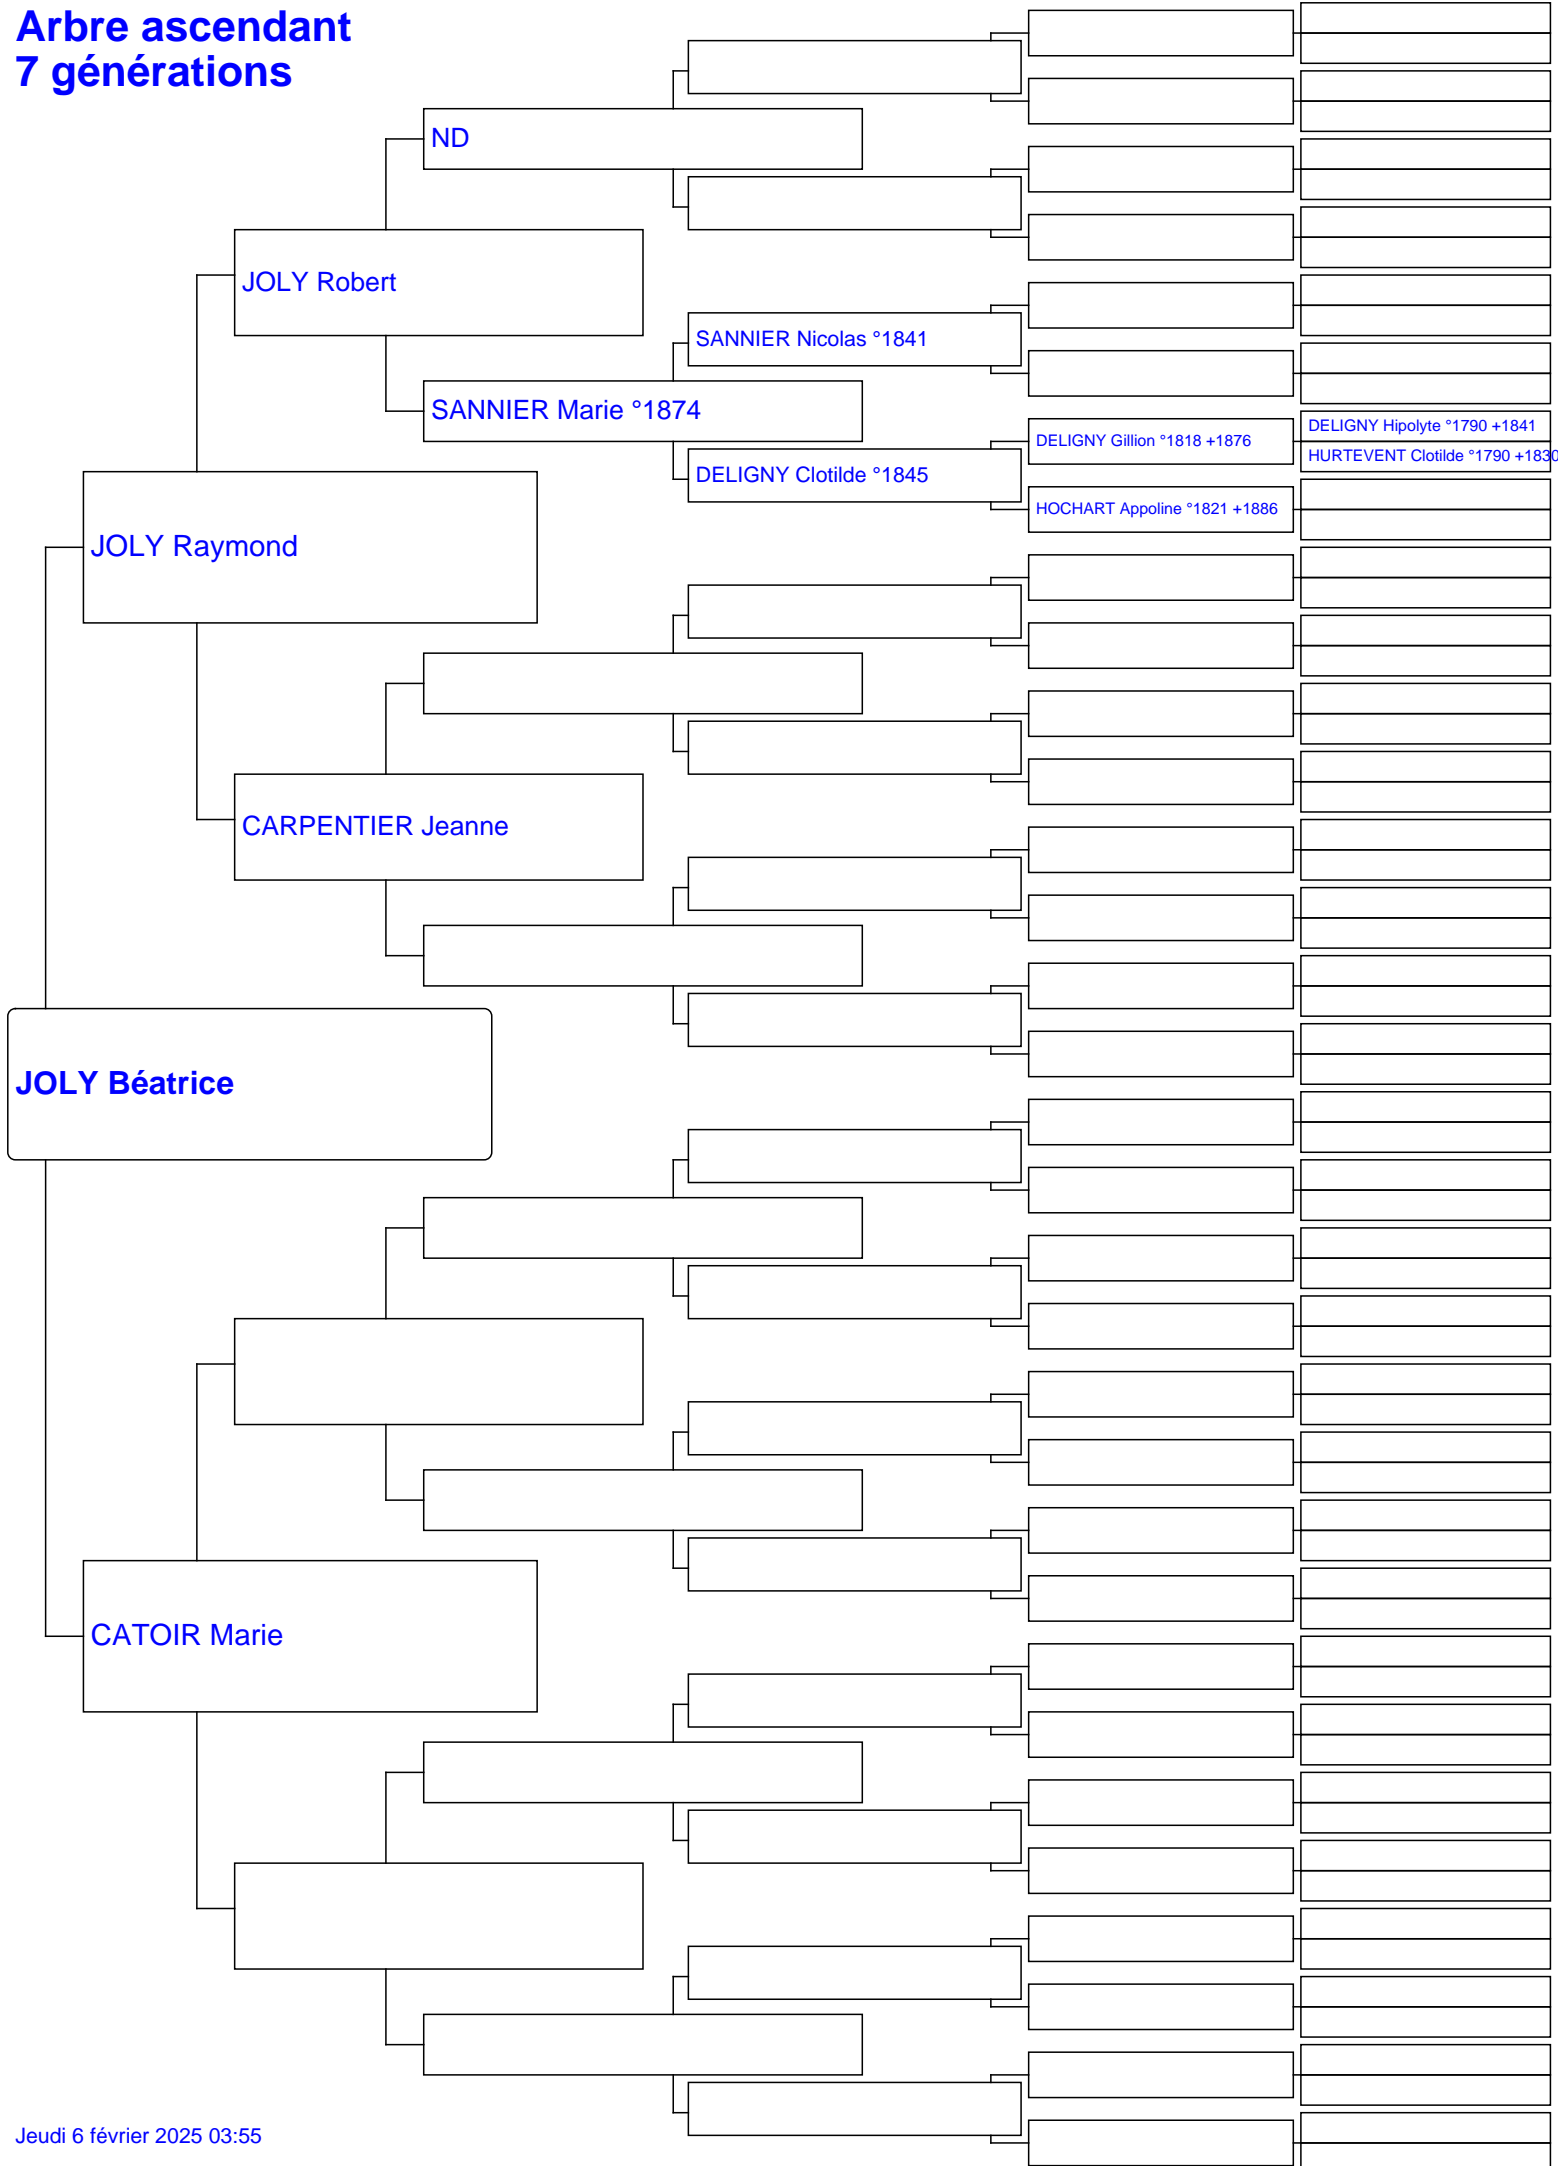 Arbre ascendant
7 générations
ND
JOLY Robert
SANNIER Nicolas °1841
SANNIER Marie °1874
DELIGNY Hipolyte °1790 +1841
DELIGNY Gillion °1818 +1876
HURTEVENT Clotilde °1790 +1830
DELIGNY Clotilde °1845
HOCHART Appoline °1821 +1886
JOLY Raymond
CARPENTIER Jeanne
JOLY Béatrice
CATOIR Marie
Jeudi 6 février 2025 03:55